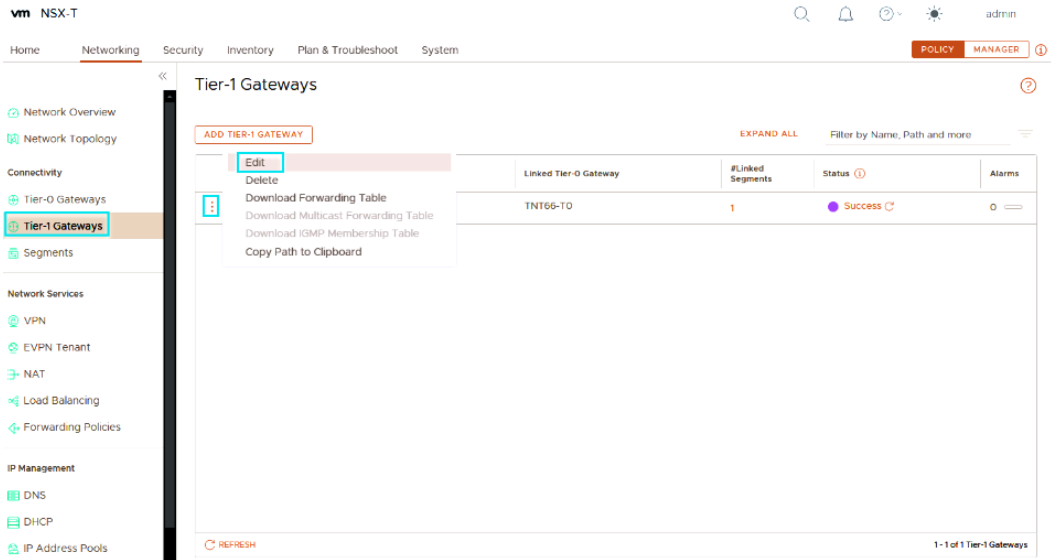 vm NSX-T
admin
Home Networking Security Inventory Plan & Troubleshoot System
POLICY MANAGER
Network Overview
Network Topology
Connectivity
Tier-0 Gateways
Tier-1 Gateways
Segments
Network Services
VPN
EVPN Tenant
NAT
Load Balancing
Forwarding Policies
IP Management
DNS
DHCP
IP Address Pools
Tier-1 Gateways
ADD TIER-1 GATEWAY
EXPAND ALL
Filter by Name, Path and more
Linked Tier-0 Gateway
#Linked
Segments
Status
Alarms
Edit
Delete
Download Forwarding Table
Download Multicast Forwarding Table
Download IGMP Membership Table
Copy Path to Clipboard
TNT66-T0
1
Success
0
REFRESH
1 - 1 of 1 Tier-1 Gateways